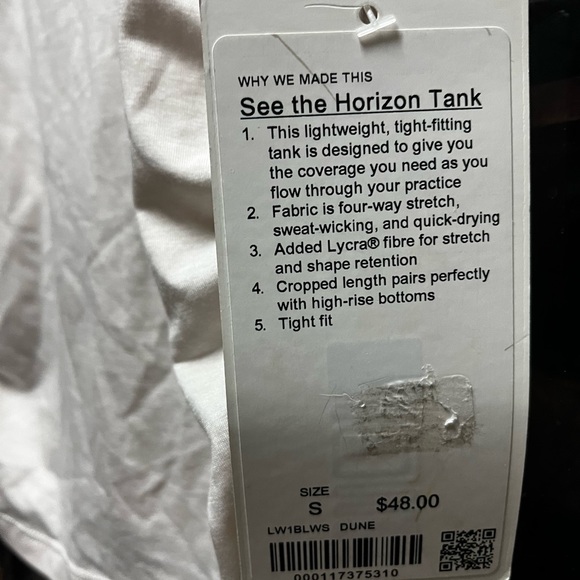 WHY WE MADE THIS
See the Horizon Tank
1. This lightweight, tight-fitting
tank is designed to give you
the coverage you need as you
flow through your practice
2. Fabric is four-way stretch,
sweat-wicking, and quick-drying
3. Added Lycra® fibre for stretch
and shape retention
4. Cropped length pairs perfectly
with high-rise bottoms
5. Tight fit
SIZE
S $48.00
LW1BLWS DUNE
000117375310